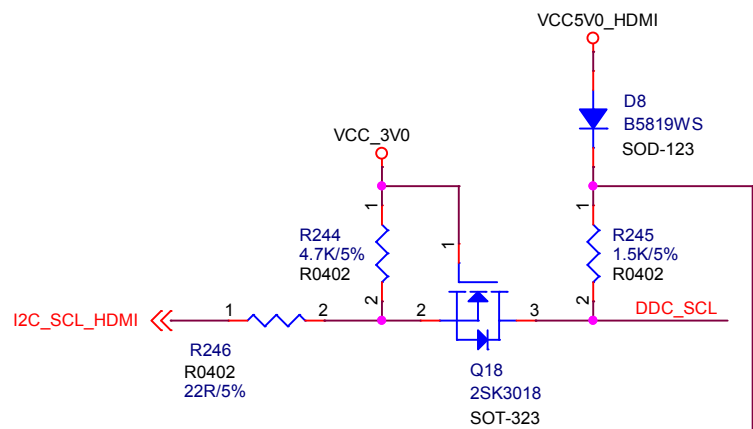 VCC5V0_HDMI
D8
B5819WS
SOD-123
VCC_3V0
1
R244
4.7K/5%
R0402
2
1
1
R245
1.5K/5%
R0402
2
I2C_SCL_HDMI
1
2
R246
R0402
22R/5%
2
3
Q18
2SK3018
SOT-323
DDC_SCL